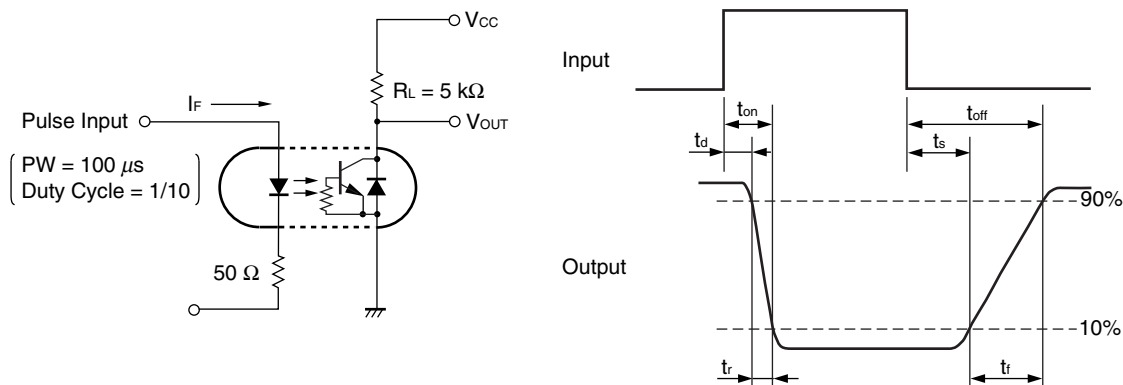 VCC
RL = 5 kΩ
IF
Pulse Input
VOUT
PW = 100 μs
Duty Cycle = 1/10
50 Ω
Input
ton
toff
td
ts
90%
Output
10%
tr
tf